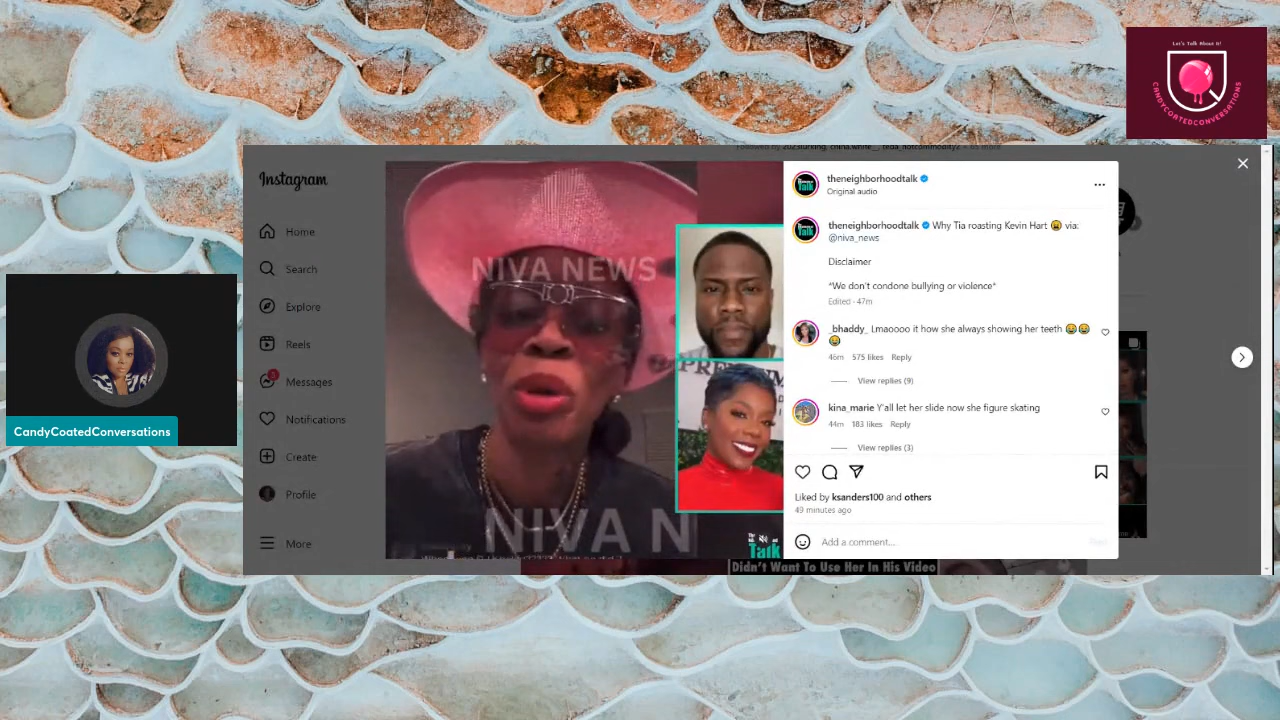 Let's Talk About It!
CANDYCOATEDCONVERSATIONS
Instagram
Home
Search
Explore
Reels
Messages
Notifications
Create
Profile
More
CandyCoatedConversations
NIVA NEWS
NIVA N
Talk
theneighborhoodtalk
Original audio
theneighborhoodtalk Why Tia roasting Kevin Hart 😩 via:
@niva_news
Disclaimer
*We don't condone bullying or violence*
Edited · 47m
_bhaddy_ Lmaoooo it how she always showing her teeth 😂😂
😂
46m 575 likes Reply
View replies (9)
kina_marie Y'all let her slide now she figure skating
44m 183 likes Reply
View replies (3)
Liked by ksanders100 and others
49 minutes ago
Add a comment...
Didn't Want To Use Her In His Video